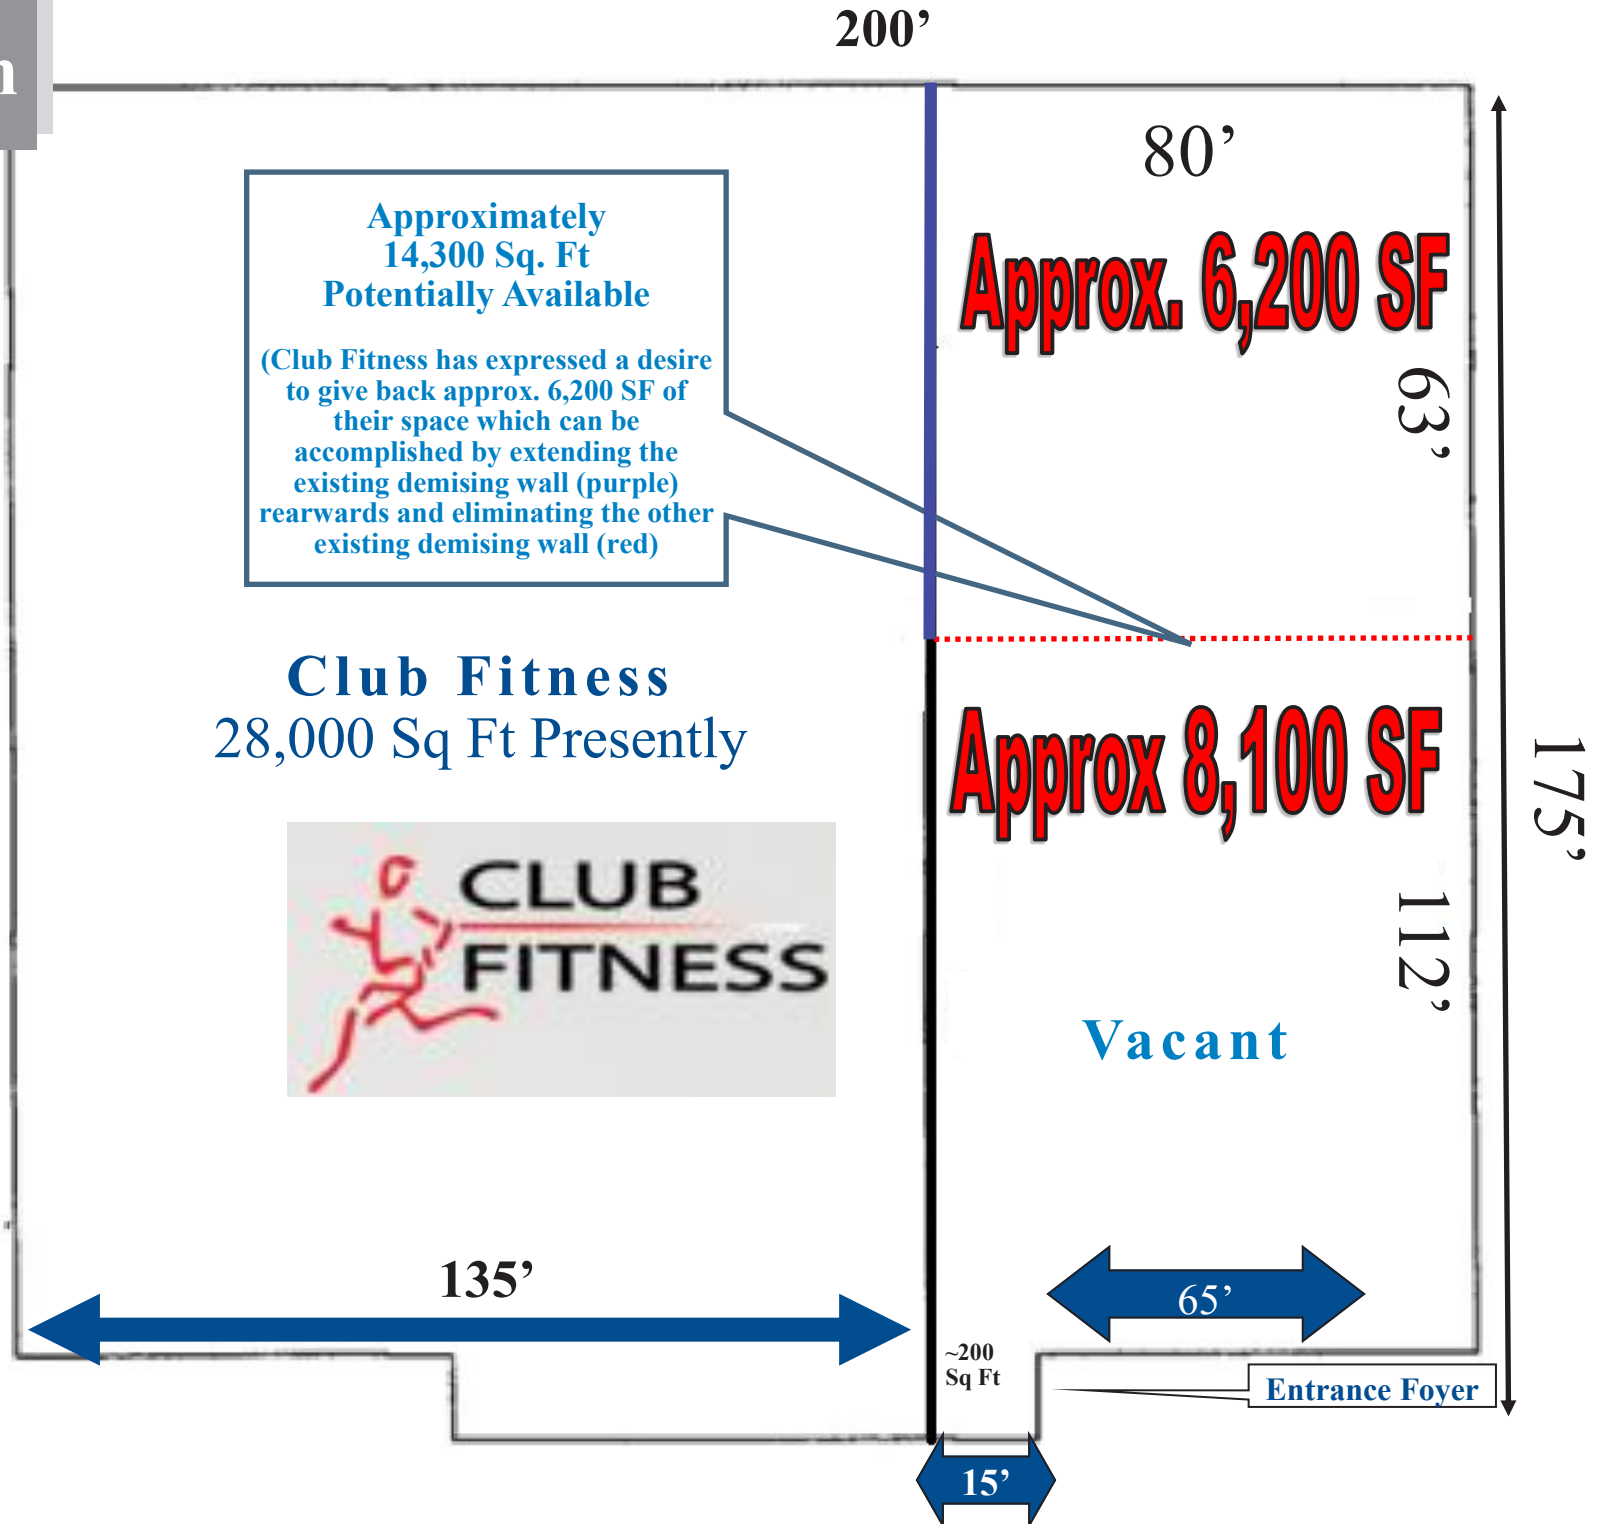 n
200’
80’
Approximately
14,300 Sq. Ft
Potentially Available
(Club Fitness has expressed a desire
to give back approx. 6,200 SF of
their space which can be
accomplished by extending the
existing demising wall (purple)
rearwards and eliminating the other
existing demising wall (red)
Approx. 6,200 SF
63’
Club Fitness
28,000 Sq Ft Presently
Approx 8,100 SF
175’
CLUB
FITNESS
112’
Vacant
135’
65’
~200
Sq Ft
Entrance Foyer
15’